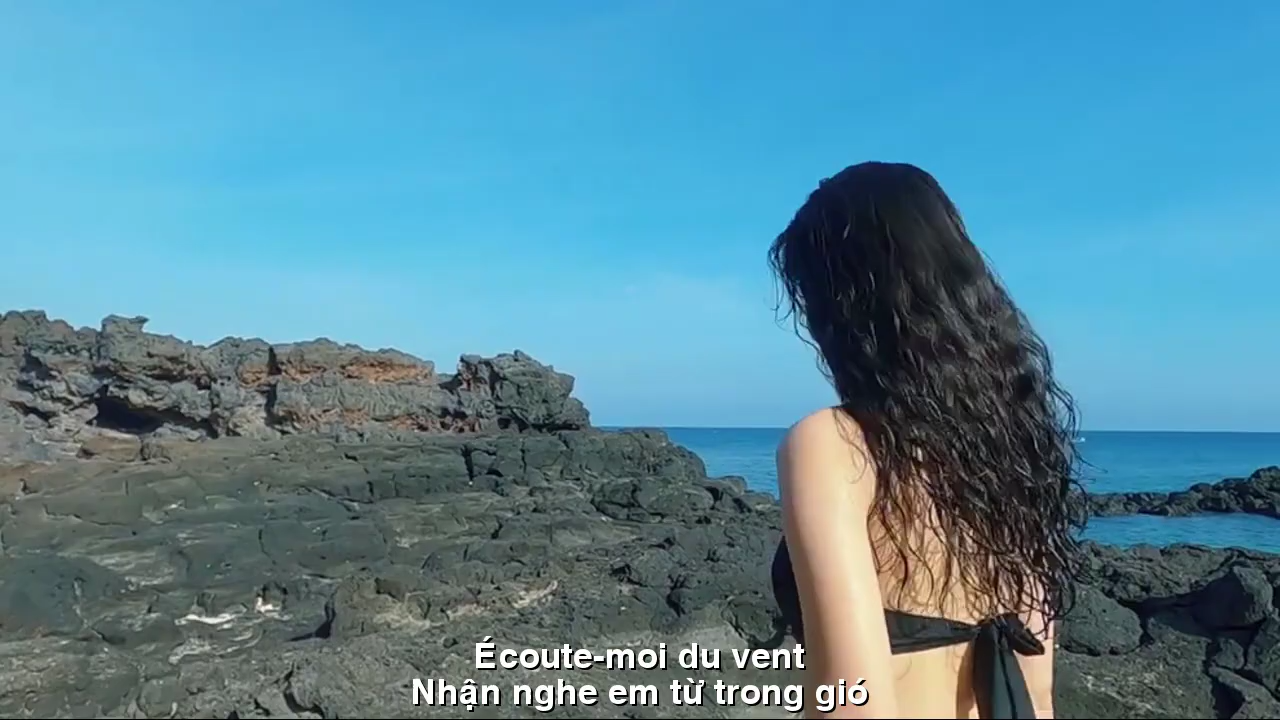 Écoute-moi du vent
Nhận nghe em từ trong gió